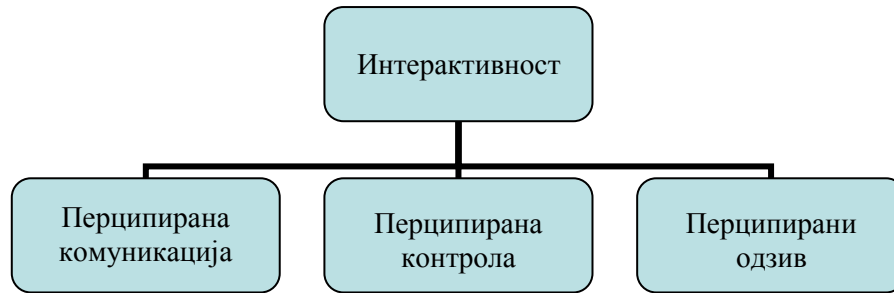 Интерактивност
Перципирана
комуникација
Перципирана
контрола
Перципирани
одзив